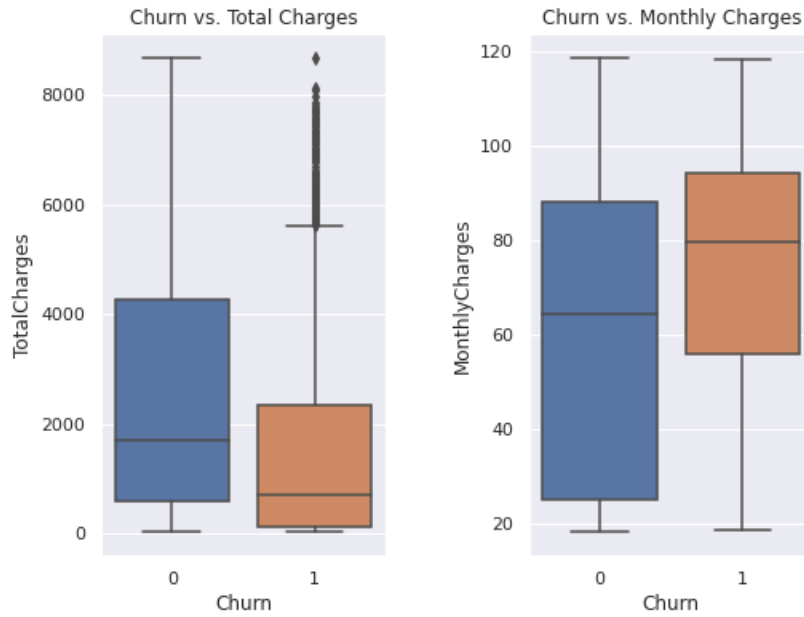 Churn vs. Total Charges
8000
6000
4000
2000
0
TotalCharges
0 1
Churn
Churn vs. Monthly Charges
120
100
80
60
40
20
MonthlyCharges
0 1
Churn